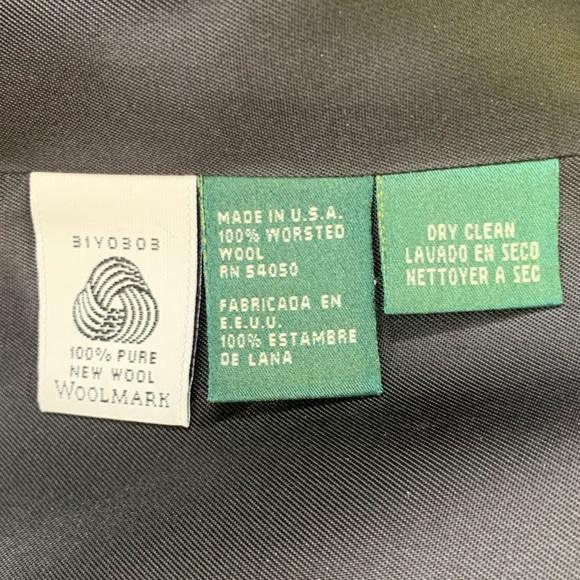 31Y0303
100% PURE
NEW WOOL
WOOLMARK
MADE IN U.S.A.
100% WORSTED
WOOL
RN 54050
FABRICADA EN
E.E.U.U.
100% ESTAMBRE
DE LANA
DRY CLEAN
LAVADO EN SECO
NETTOYER A SEC